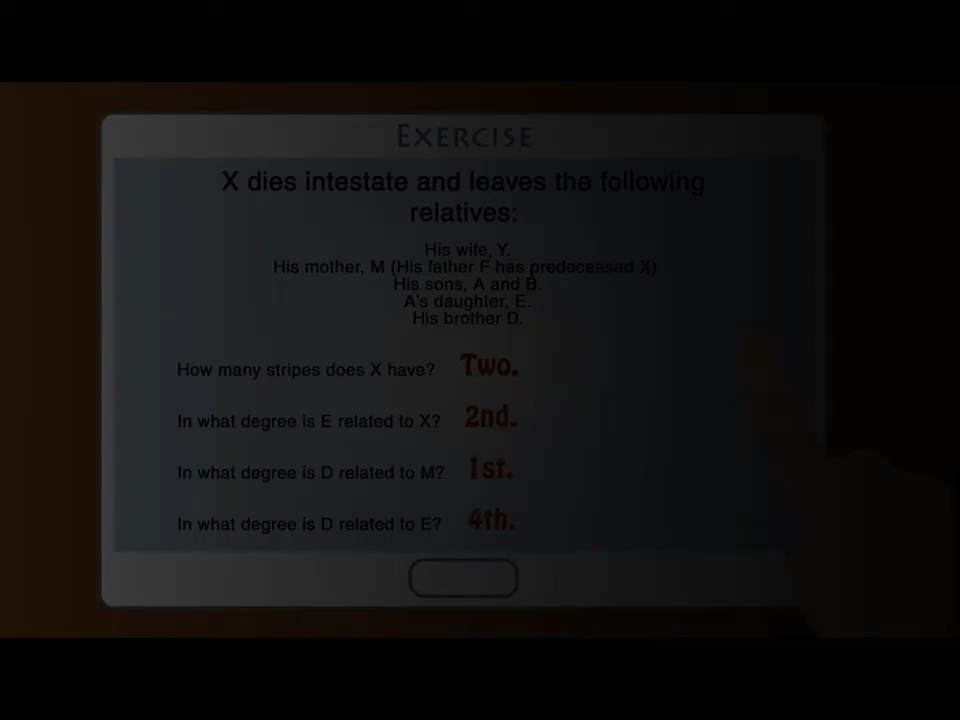 EXERCISE
X dies intestate and leaves the following
relatives:
His wife, Y.
His mother, M (His father F has predeceased X)
His sons, A and B.
A's daughter, E.
His brother D.
How many stripes does X have? Two.
In what degree is E related to X? 2nd.
In what degree is D related to M? 1st.
In what degree is D related to E? 4th.